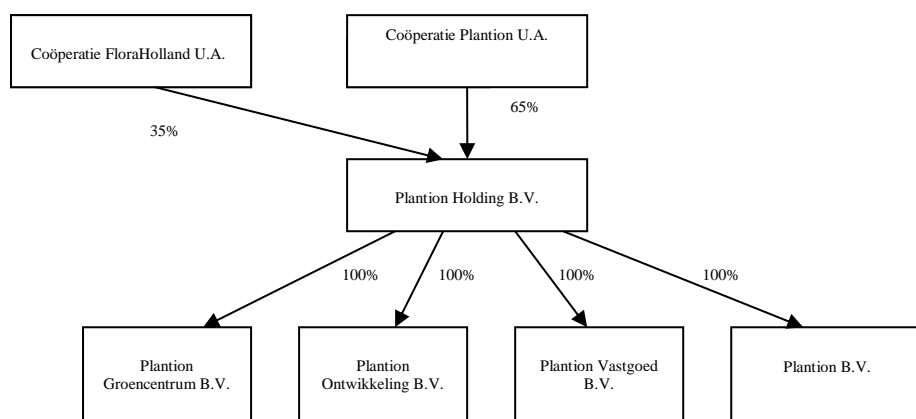 Coöperatie FloraHolland U.A.
Coöperatie Plantion U.A.
35%
65%
Plantion Holding B.V.
100%
100%
100%
100%
Plantion
Groencentrum B.V.
Plantion
Ontwikkeling B.V.
Plantion Vastgoed
B.V.
Plantion B.V.